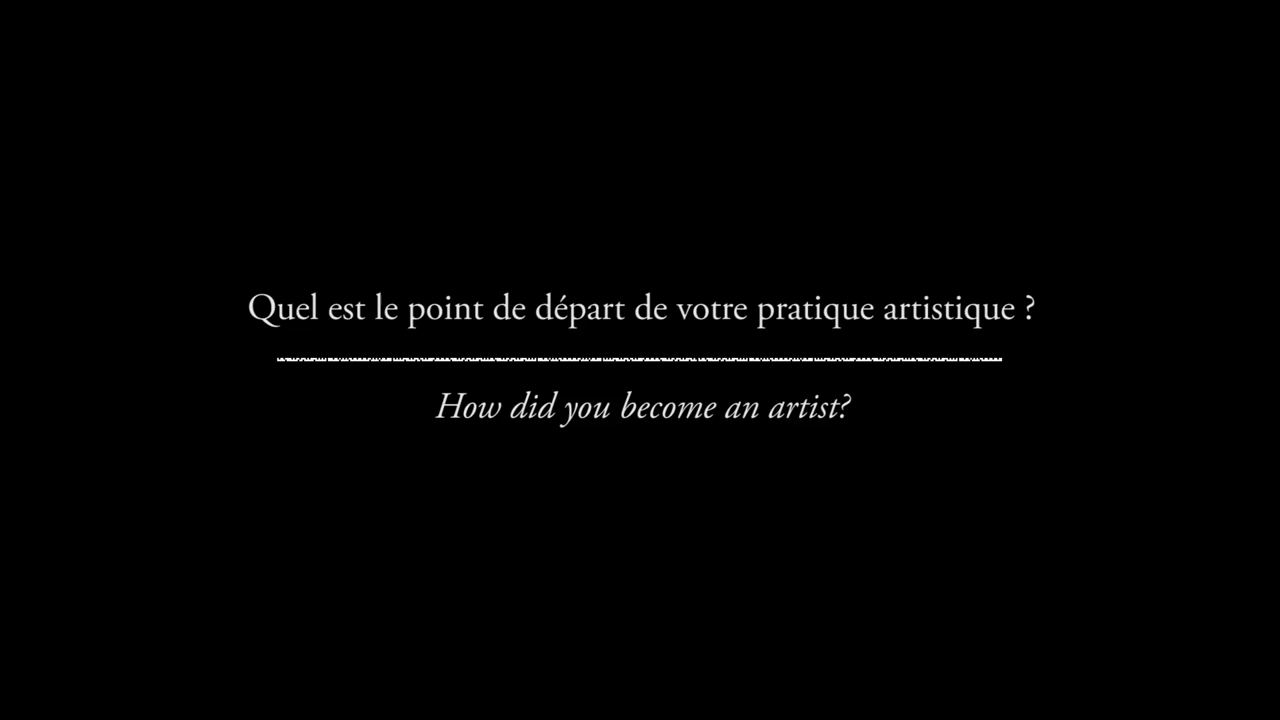 Quel est le point de départ de votre pratique artistique ?
How did you become an artist?